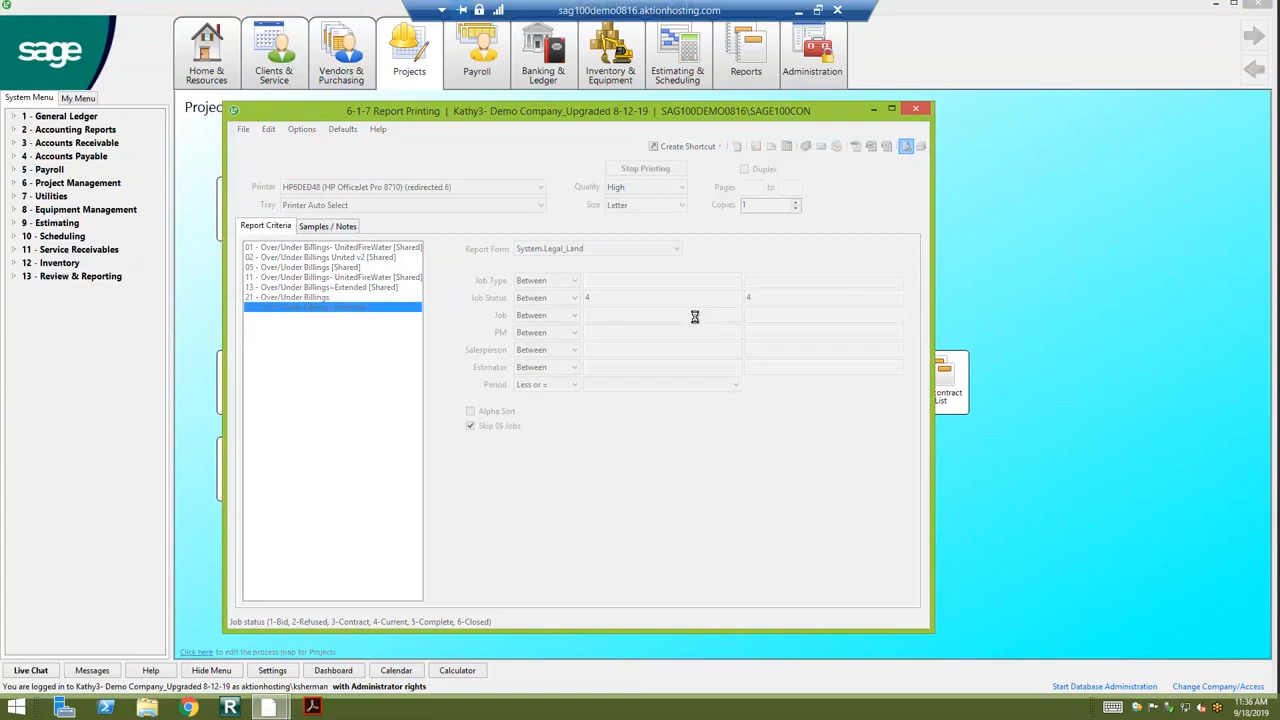 sag100demo0816.aktionhosting.com
sage
Home & Resources
Clients & Service
Vendors & Purchasing
Projects
Payroll
Banking & Ledger
Inventory & Equipment
Estimating & Scheduling
Reports
Administration
System Menu
My Menu
1 - General Ledger
2 - Accounting Reports
3 - Accounts Receivable
4 - Accounts Payable
5 - Payroll
6 - Project Management
7 - Utilities
8 - Equipment Management
9 - Estimating
10 - Scheduling
11 - Service Receivables
12 - Inventory
13 - Review & Reporting
Projec
6-1-7 Report Printing | Kathy3- Demo Company_Upgraded 8-12-19 | SAG100DEMO0816\SAGE100CON
File Edit Options Defaults Help
Create Shortcut
Stop Printing
Duplex
Printer HP6DED48 (HP OfficeJet Pro 8710) (redirected 6)
Quality High
Pages to
Tray Printer Auto Select
Size Letter
Copies 1
Report Criteria
Samples / Notes
01 - Over/Under Billings- UnitedFireWater [Shared]
02 - Over/Under Billings United v2 [Shared]
05 - Over/Under Billings [Shared]
11 - Over/Under Billings- UnitedFireWater [Shared]
13 - Over/Under Billings~Extended [Shared]
21 - Over/Under Billings
Report Form System.Legal_Land
Job Type Between
Job Status Between 4 4
Job Between
PM Between
Salesperson Between
Estimator Between
Period Less or =
Alpha Sort
Skip 0$ Jobs
contract List
Job status (1-Bid, 2-Refused, 3-Contract, 4-Current, 5-Complete, 6-Closed)
Click here to edit the process map for Projects
Live Chat
Messages
Help
Hide Menu
Settings
Dashboard
Calendar
Calculator
You are logged in to Kathy3- Demo Company_Upgraded 8-12-19 as aktionhosting\ksherman with Administrator rights
Start Database Administration
Change Company/Access
11:36 AM
9/18/2019